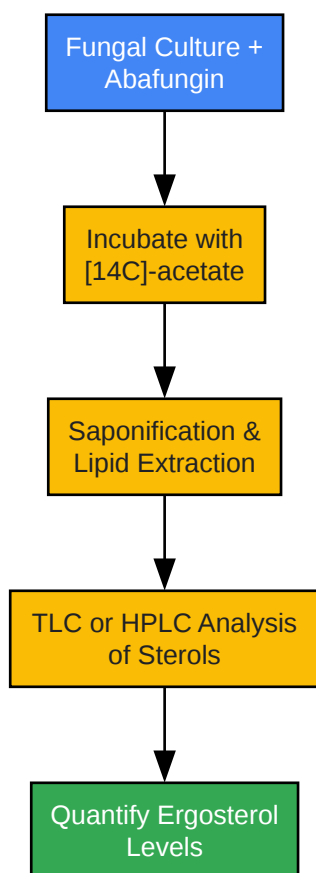 Fungal Culture +
Abafungin
Incubate with
[14C]-acetate
Saponification &
Lipid Extraction
TLC or HPLC Analysis
of Sterols
Quantify Ergosterol
Levels